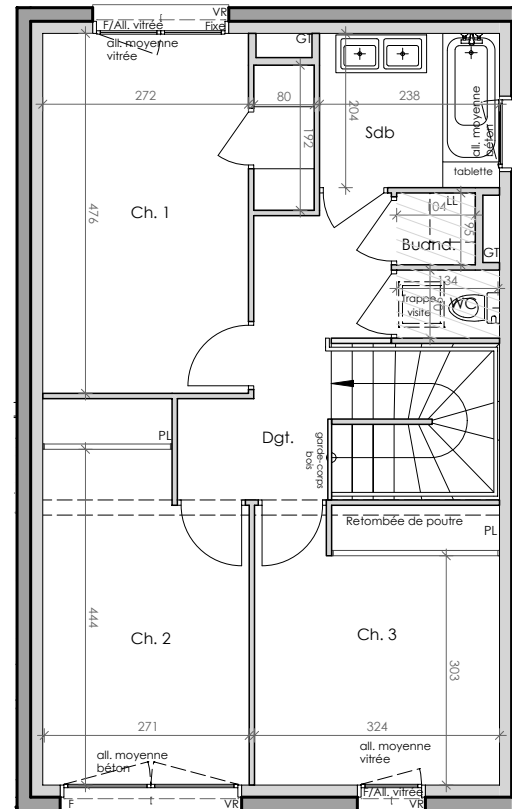 VR
F/All. vitrée
Fixe
all. moyenne
vitrée
GT
272
80
238
204
192
Sdb
all. moyenne
béton
tablette
476
Ch. 1
LL
104
95
Buand.
GT
134
Trappe
visite
90
WC
PL
Dgt.
garde-corps
bois
Retombée de poutre
PL
444
Ch. 2
Ch. 3
303
271
324
all. moyenne
béton
all. moyenne
vitrée
F
VR
F/All. vitrée
VR